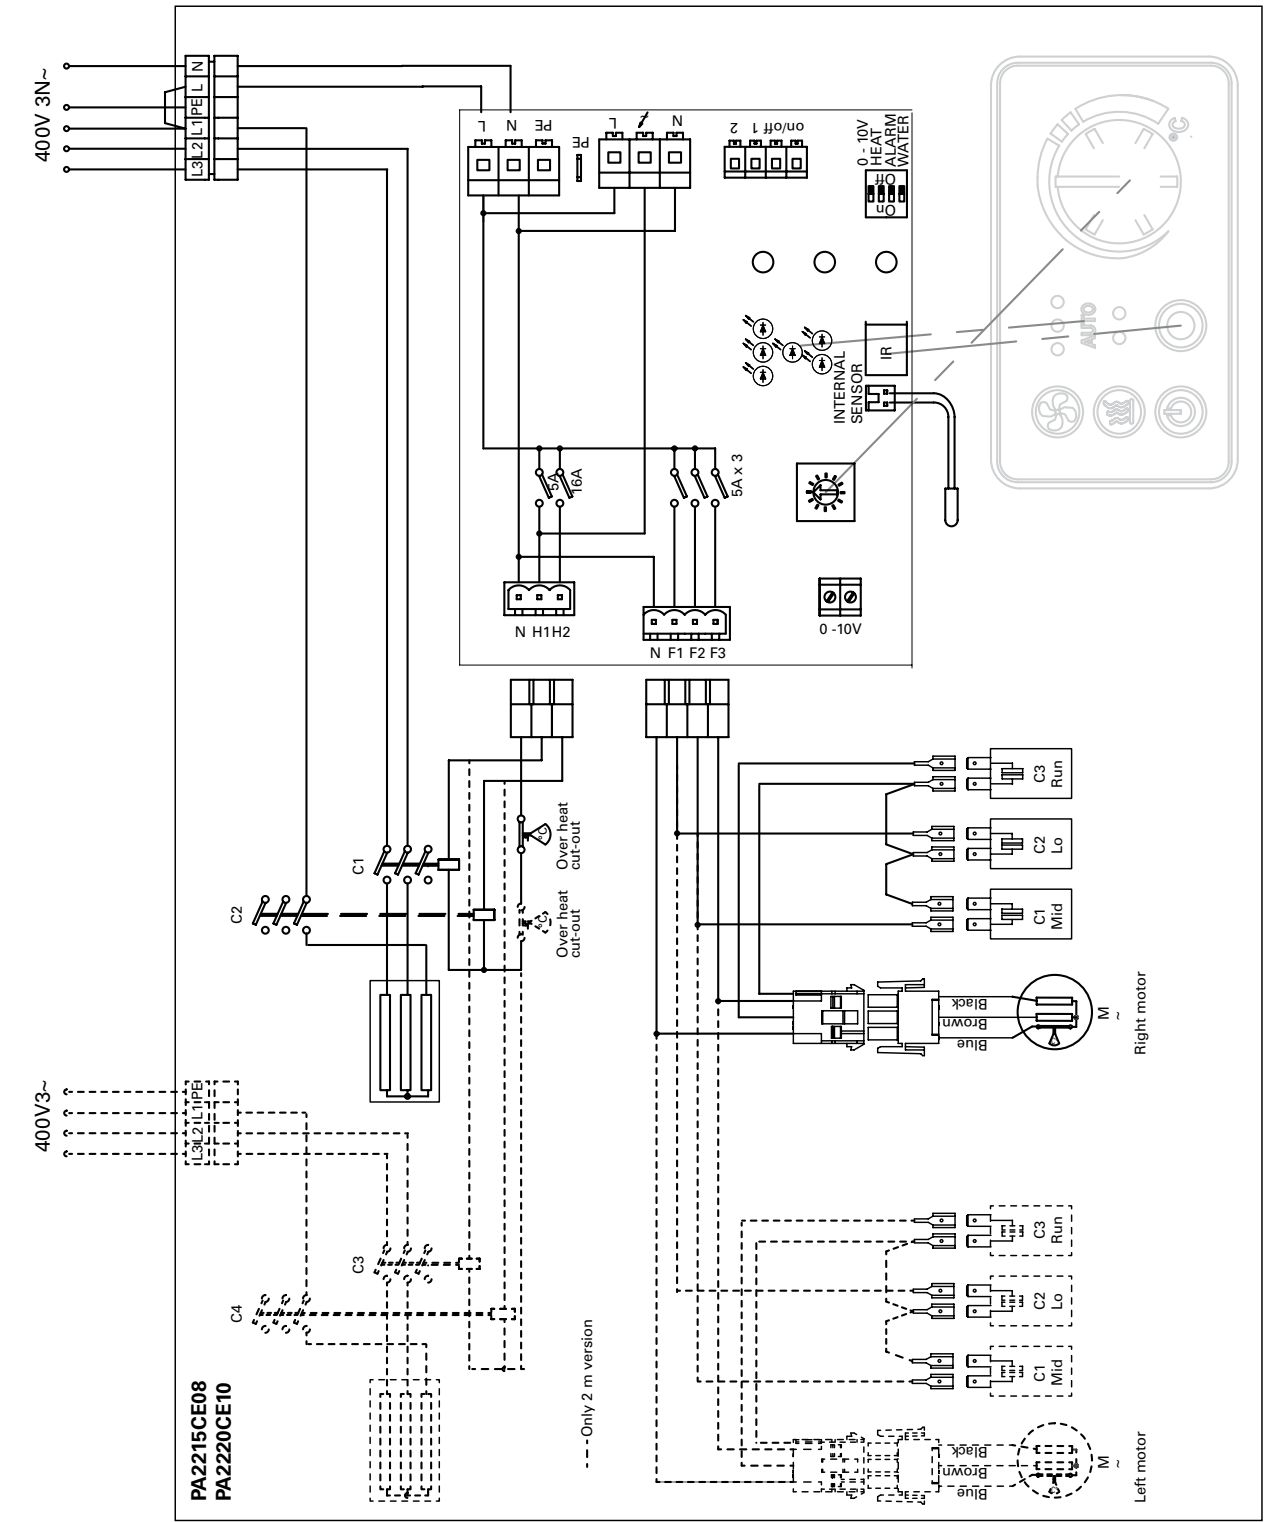 400V 3N~
N
L
PE
L1
L2
L3
L
N
PE
PE
L
N
2
1
on/off
0 - 10V
HEAT
ALARM
WATER
Off
On
°C
AUTO
IR
INTERNAL
SENSOR
5A
16A
5A x 3
N H1 H2
N F1 F2 F3
0 -10V
C1
C2
°C
Over heat
cut-out
°C
Over heat
cut-out
C3
Run
C2
Lo
C1
Mid
Black
Brown
Blue
M
~
Right motor
400V3~
PE
L1
L2
L3
C3
C4
C3
Run
C2
Lo
C1
Mid
Black
Brown
Blue
M
~
Left motor
Only 2 m version
PA2215CE08
PA2220CE10